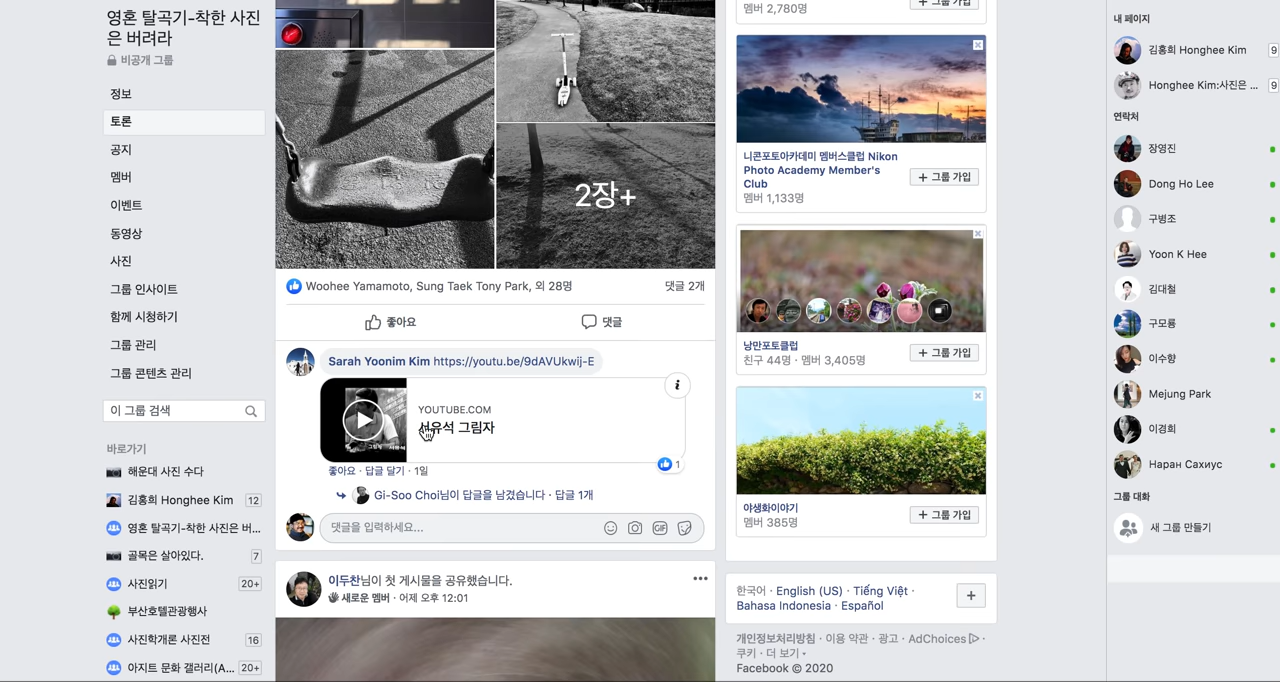 영혼 탈곡기-착한 사진
은 버려라
비공개 그룹
정보
토론
공지
멤버
이벤트
동영상
사진
그룹 인사이트
함께 시청하기
그룹 관리
그룹 콘텐츠 관리
이 그룹 검색
바로가기
해운대 사진 수다
김홍희 Honghee Kim 12
영혼 탈곡기-착한 사진은 버...
골목은 살아있다. 7
사진읽기 20+
부산호텔관광행사
사진학개론 사진전 16
아지트 문화 갤러리(A... 20+
2장+
Woohee Yamamoto, Sung Taek Tony Park, 외 28명 댓글 2개
좋아요 댓글
Sarah Yoonim Kim https://youtu.be/9dAVUkwij-E
YOUTUBE.COM
서유석 그림자
1
좋아요 · 답글 달기 · 1일
Gi-Soo Choi님이 답글을 남겼습니다 · 답글 1개
댓글을 입력하세요...
GIF
이두찬님이 첫 게시물을 공유했습니다.
새로운 멤버 · 어제 오후 12:01
+ 그룹 가입
멤버 2,780명
니콘포토아카데미 멤버스클럽 Nikon
Photo Academy Member's
Club
멤버 1,133명
+ 그룹 가입
낭만포토클럽
친구 44명 · 멤버 3,405명
+ 그룹 가입
야생화이야기
멤버 385명
+ 그룹 가입
한국어 · English (US) · Tiếng Việt ·
Bahasa Indonesia · Español
개인정보처리방침 · 이용 약관 · 광고 · AdChoices ·
쿠키 · 더 보기
Facebook © 2020
내 페이지
김홍희 Honghee Kim 9
Honghee Kim:사진은 ... 9
연락처
장영진
Dong Ho Lee
구병조
Yoon K Hee
김대철
구모룡
이수향
Mejung Park
이경희
Наран Сахиус
그룹 대화
새 그룹 만들기